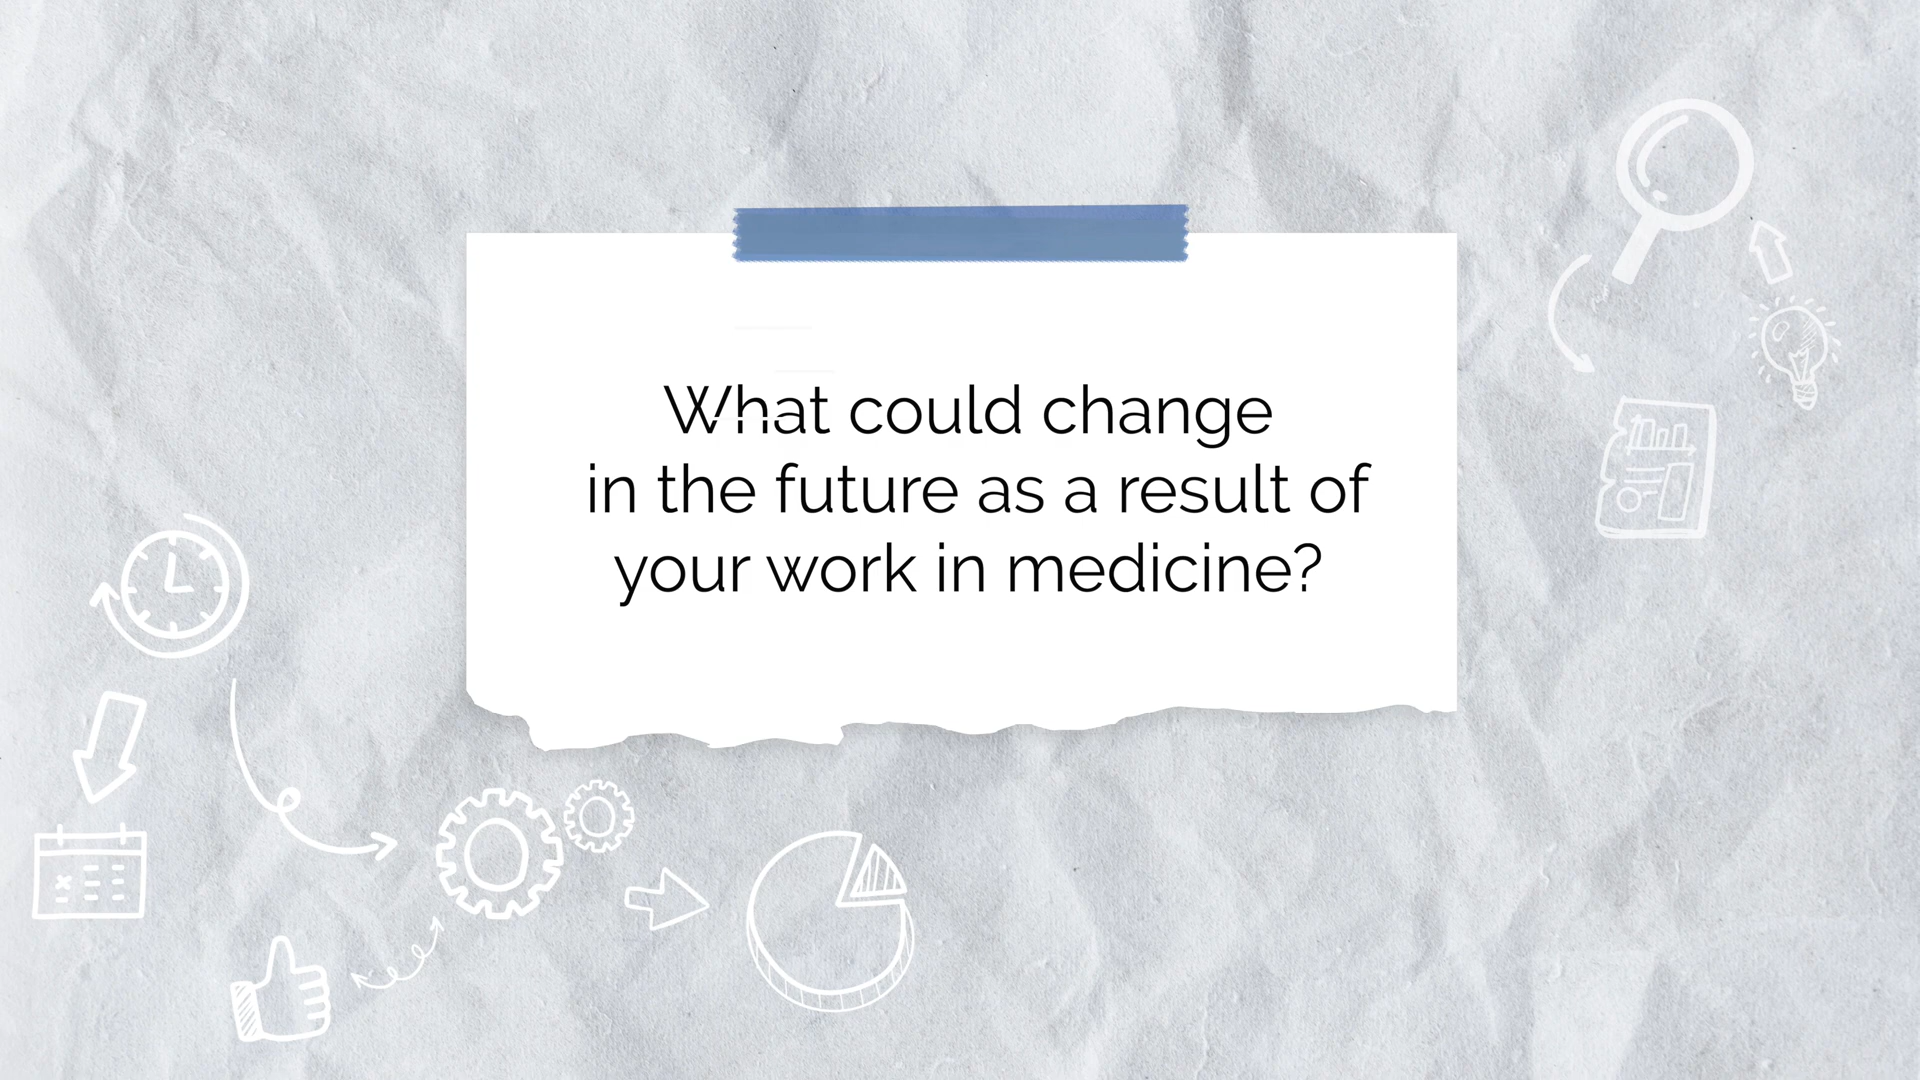 What could change
in the future as a result of
your work in medicine?